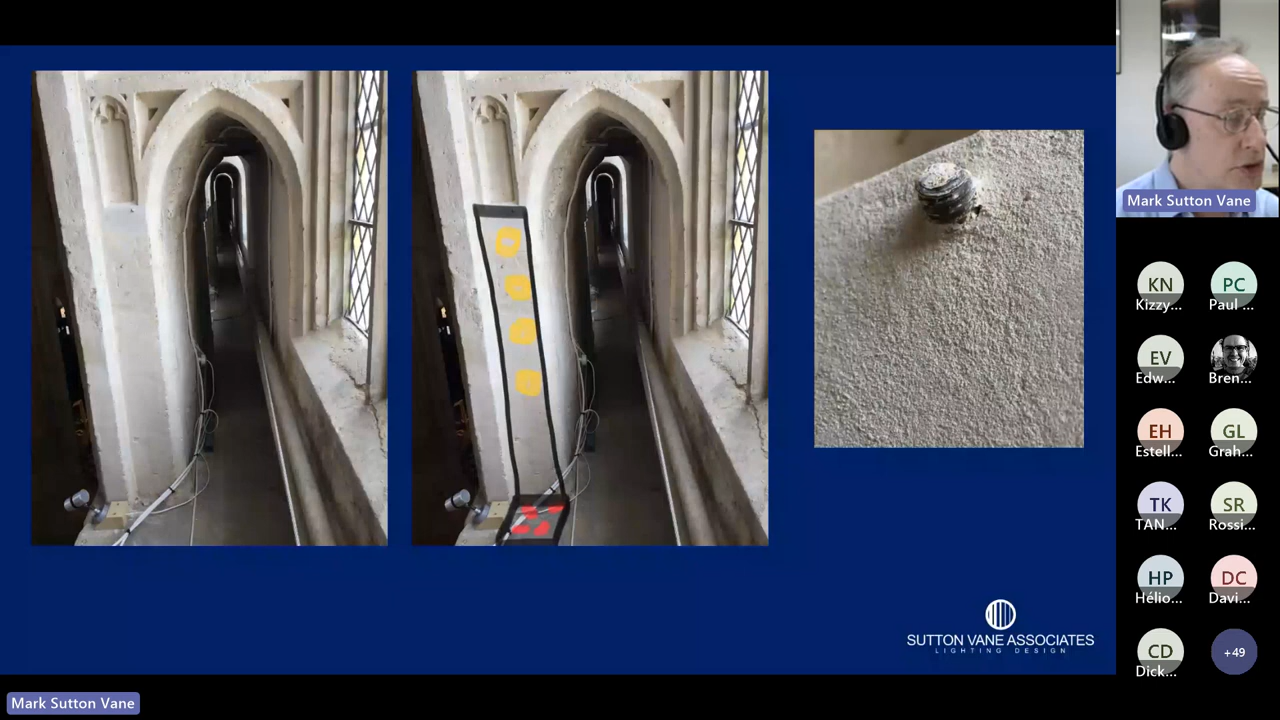 Mark Sutton Vane
KN
PC
Kizzy...
Paul ...
EV
Edw...
Bren...
EH
GL
Estell...
Grah...
TK
SR
TAN...
Rossi...
HP
DC
Hélio...
Davi...
CD
+49
Dick...
SUTTON VANE ASSOCIATES
LIGHTING DESIGN
Mark Sutton Vane